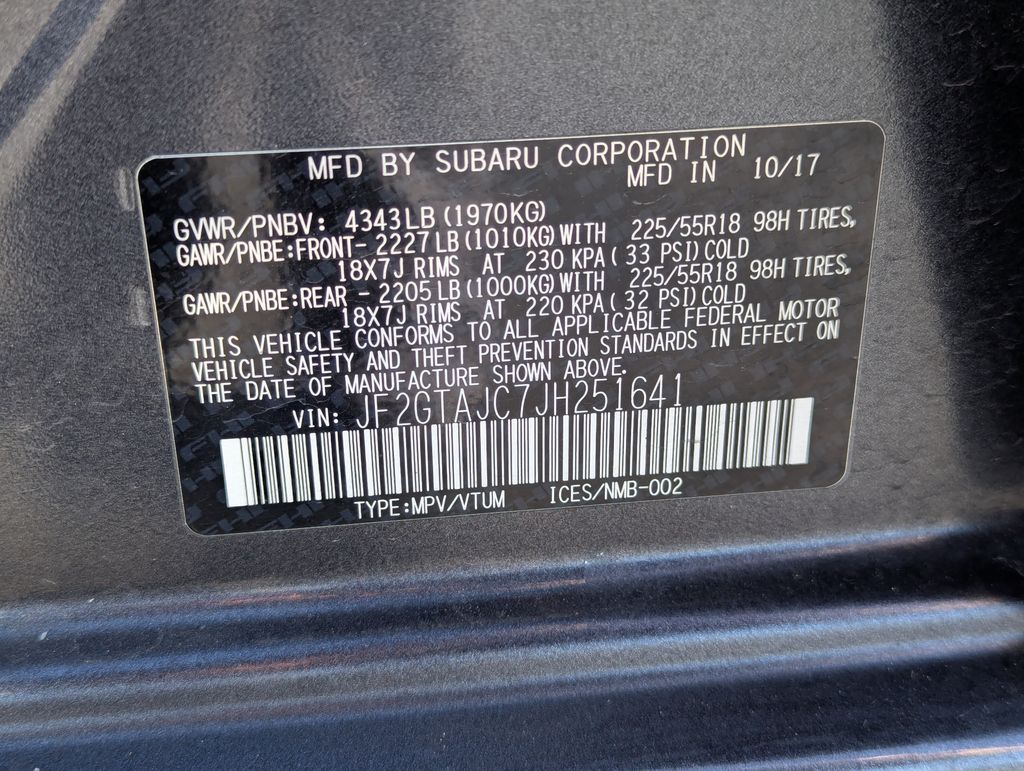 MFD BY SUBARU CORPORATION
MFD IN 10/17
GVWR/PNBV: 4343LB (1970KG)
GAWR/PNBE:FRONT- 2227LB (1010KG) WITH 225/55R18 98H TIRES,
18X7J RIMS AT 230 KPA ( 33 PSI) COLD
GAWR/PNBE:REAR - 2205LB (1000KG) WITH 225/55R18 98H TIRES,
18X7J RIMS AT 220 KPA ( 32 PSI) COLD
THIS VEHICLE CONFORMS TO ALL APPLICABLE FEDERAL MOTOR
VEHICLE SAFETY AND THEFT PREVENTION STANDARDS IN EFFECT ON
THE DATE OF MANUFACTURE SHOWN ABOVE.
VIN: JF2GTAJC7JH251641
TYPE:MPV/VTUM ICES/NMB-002